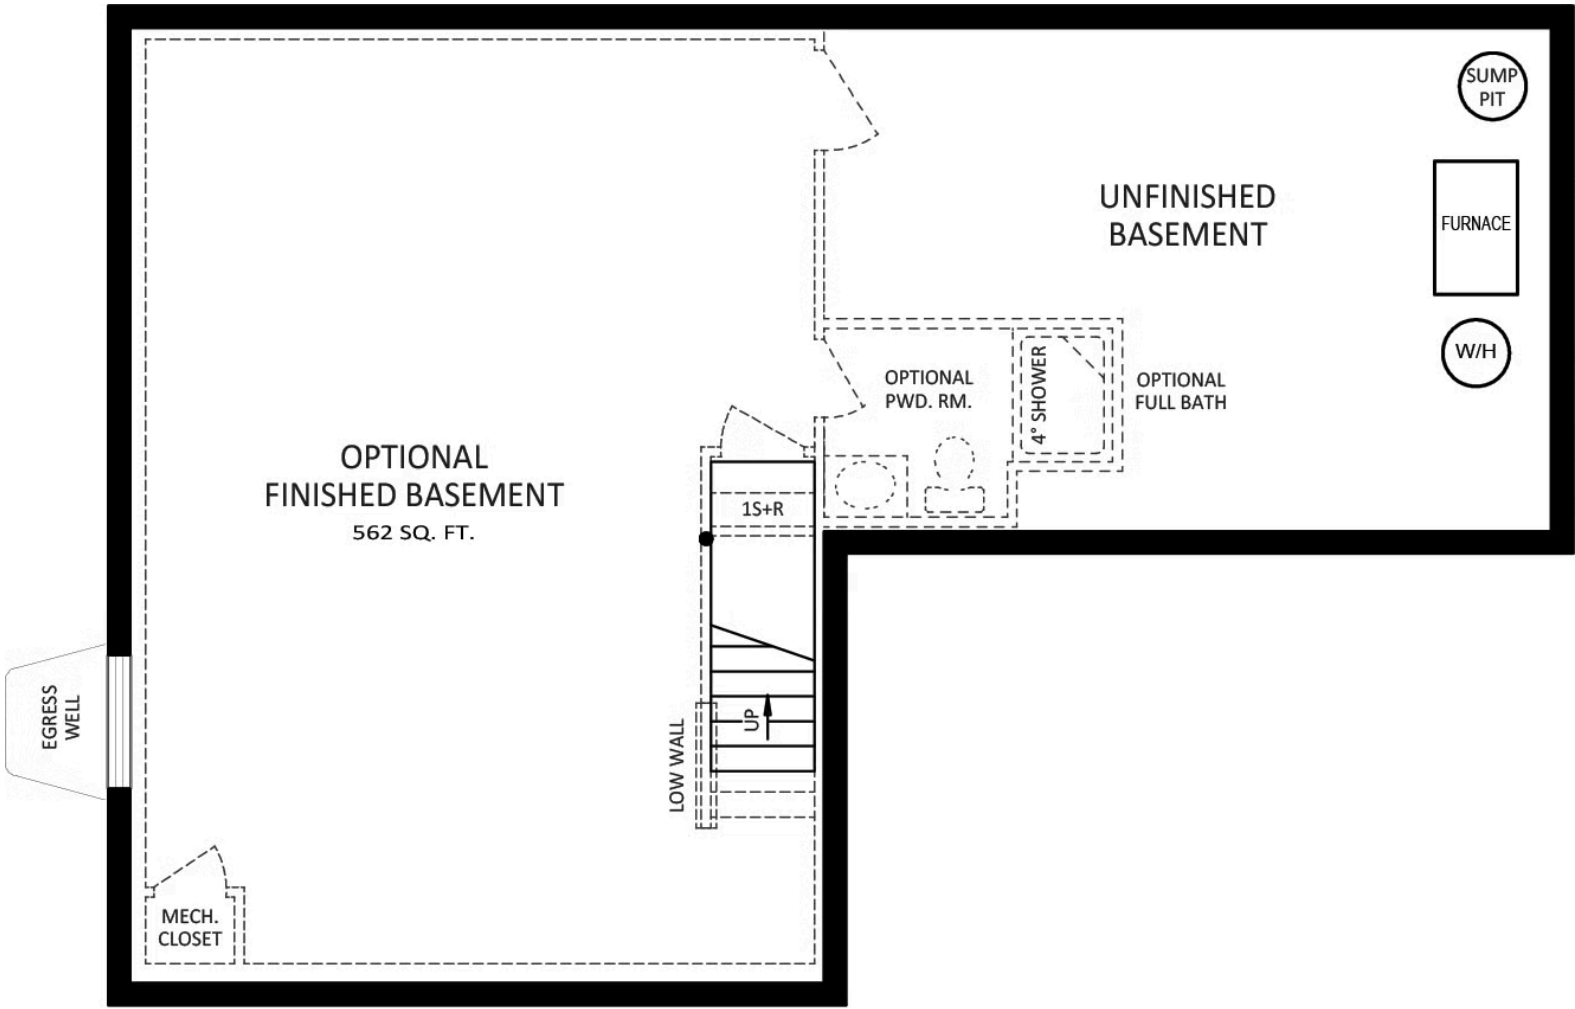 SUMP
PIT
UNFINISHED
BASEMENT
FURNACE
W/H
OPTIONAL
PWD. RM.
4° SHOWER
OPTIONAL
FULL BATH
OPTIONAL
FINISHED BASEMENT
562 SQ. FT.
1S+R
EGRESS
WELL
UP
LOW WALL
MECH.
CLOSET